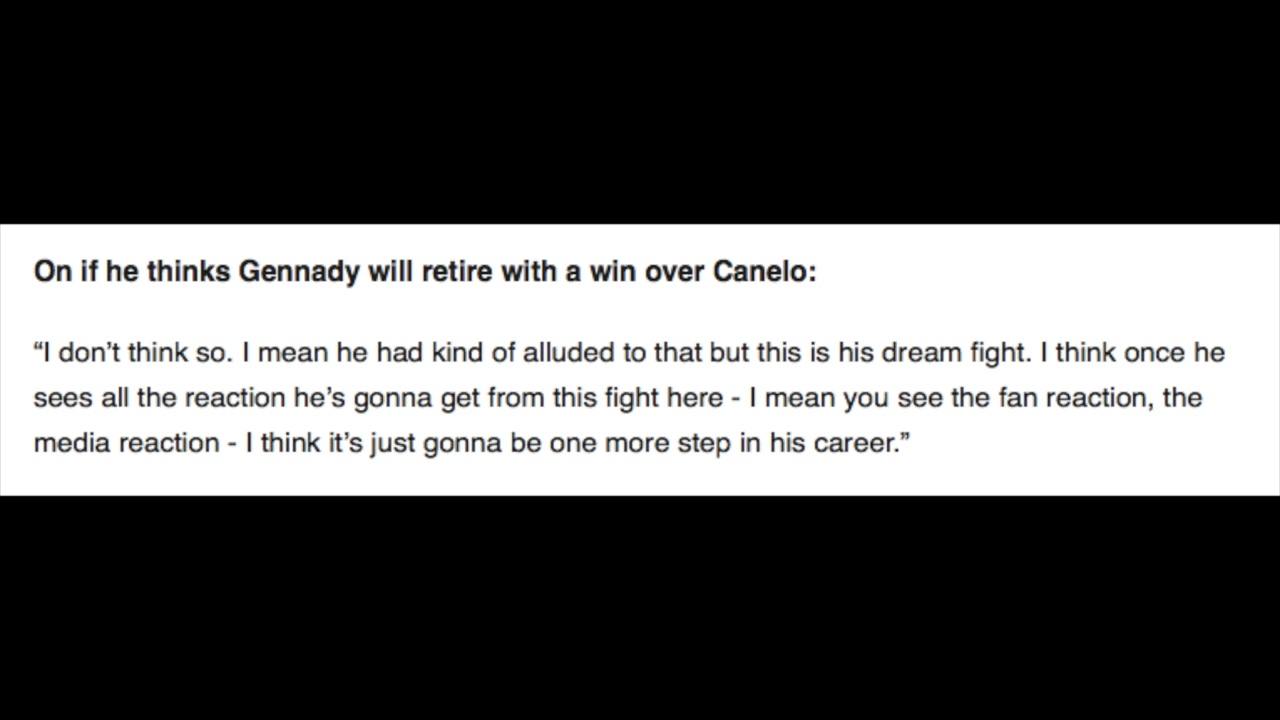 On if he thinks Gennady will retire with a win over Canelo:
“I don’t think so. I mean he had kind of alluded to that but this is his dream fight. I think once he
sees all the reaction he’s gonna get from this fight here - I mean you see the fan reaction, the
media reaction - I think it’s just gonna be one more step in his career.”